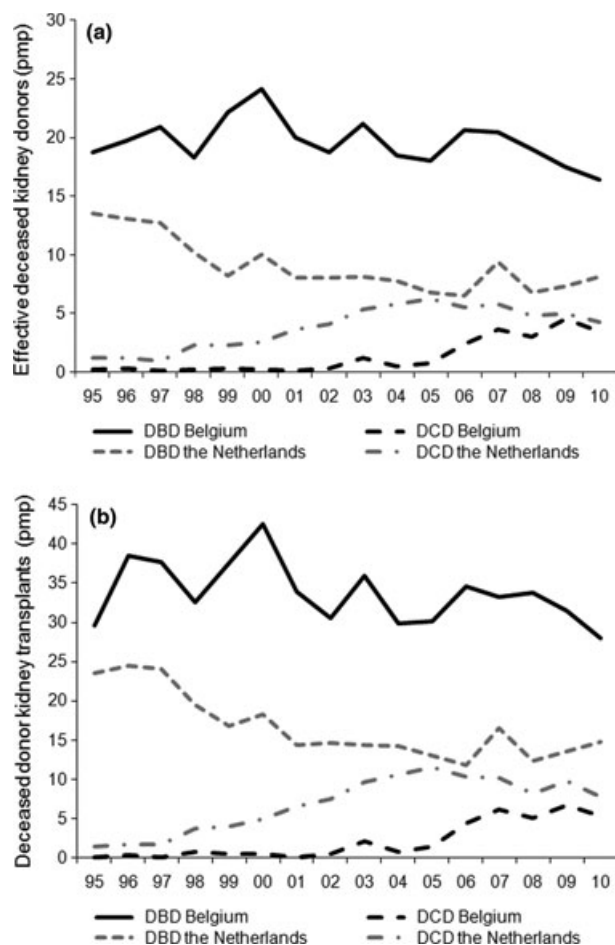 (a)
Effective deceased kidney donors (pmp)
30
25
20
15
10
5
0
95 96 97 98 99 00 01 02 03 04 05 06 07 08 09 10
DBD Belgium DCD Belgium
DBD the Netherlands DCD the Netherlands
(b)
Deceased donor kidney transplants (pmp)
45
40
35
30
25
20
15
10
5
0
95 96 97 98 99 00 01 02 03 04 05 06 07 08 09 10
DBD Belgium DCD Belgium
DBD the Netherlands DCD the Netherlands